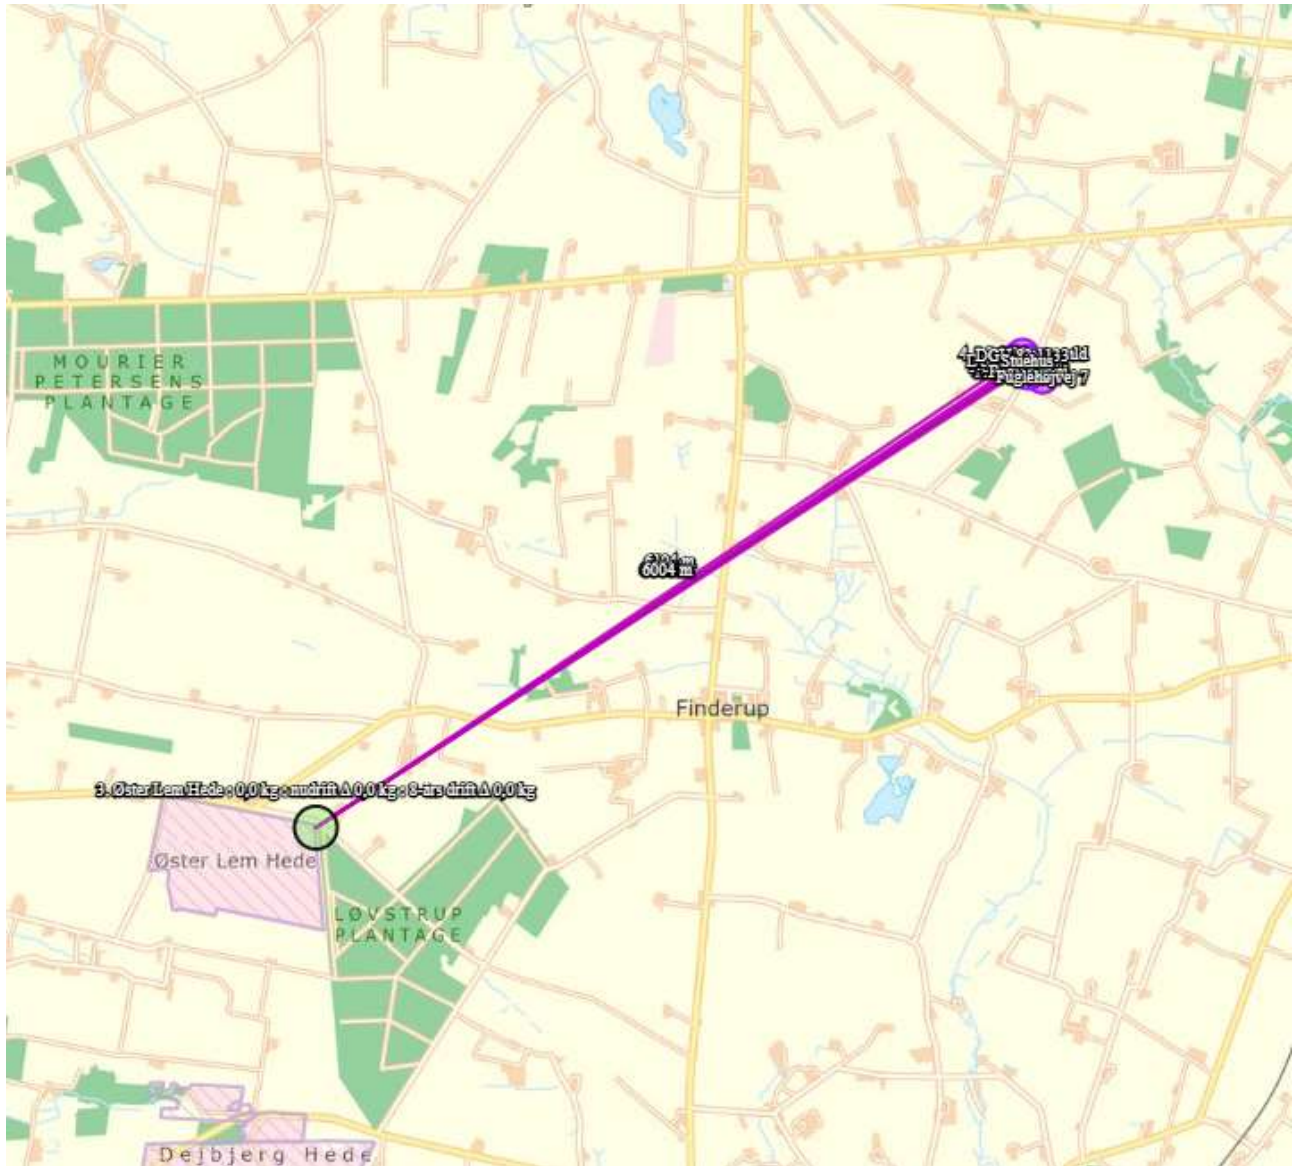 MOURIER
PETERSENS
PLANTAGE
Stuehus
Fuglehøjvej 7
6004 m
Finderup
3. Øster Lem Hede : 0,0 kg : nudrift Δ 0,0 kg : 8-års drift Δ 0,0 kg
Øster Lem Hede
LØVSTRUP
PLANTAGE
Dejbjerg Hede